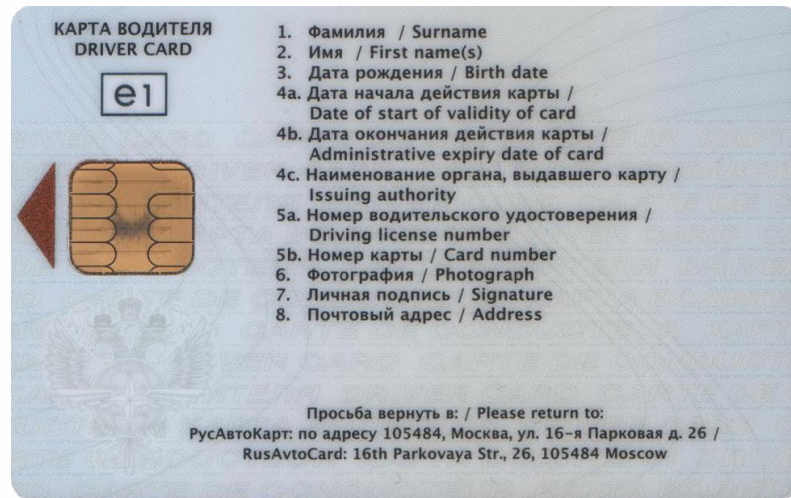 КАРТА ВОДИТЕЛЯ
DRIVER CARD
e1
1. Фамилия / Surname
2. Имя / First name(s)
3. Дата рождения / Birth date
4a. Дата начала действия карты /
Date of start of validity of card
4b. Дата окончания действия карты /
Administrative expiry date of card
4c. Наименование органа, выдавшего карту /
Issuing authority
5a. Номер водительского удостоверения /
Driving license number
5b. Номер карты / Card number
6. Фотография / Photograph
7. Личная подпись / Signature
8. Почтовый адрес / Address
Просьба вернуть в: / Please return to:
РусАвтоКарт: по адресу 105484, Москва, ул. 16-я Парковая д. 26 /
RusAvtoCard: 16th Parkovaya Str., 26, 105484 Moscow